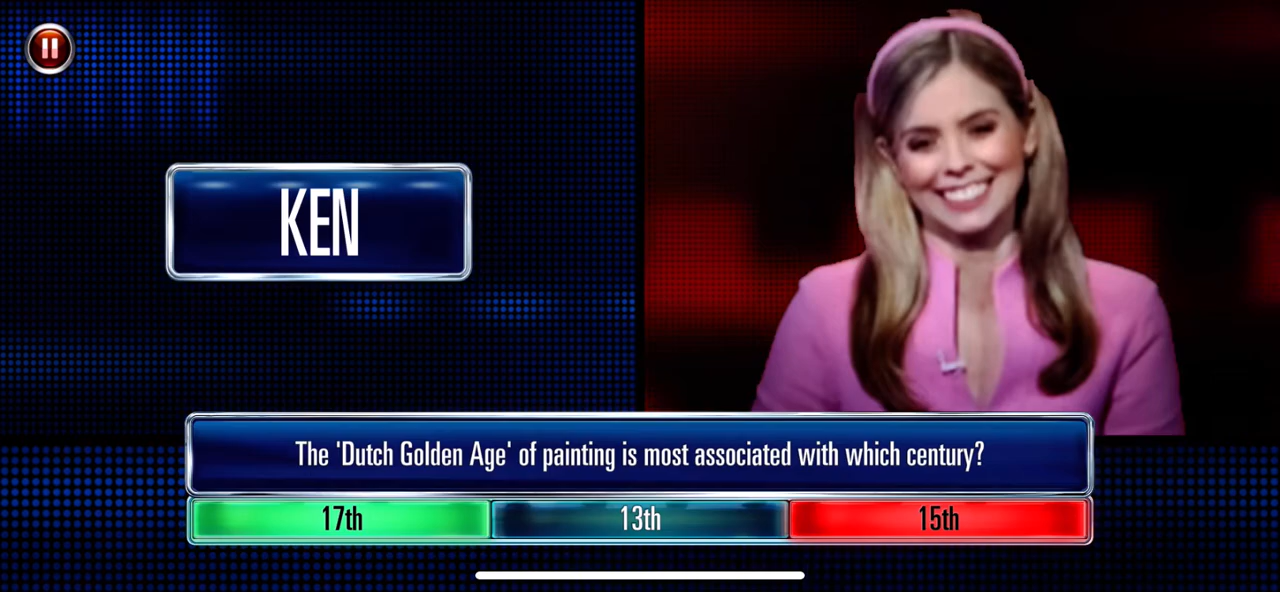 KEN
The 'Dutch Golden Age' of painting is most associated with which century?
17th
13th
15th